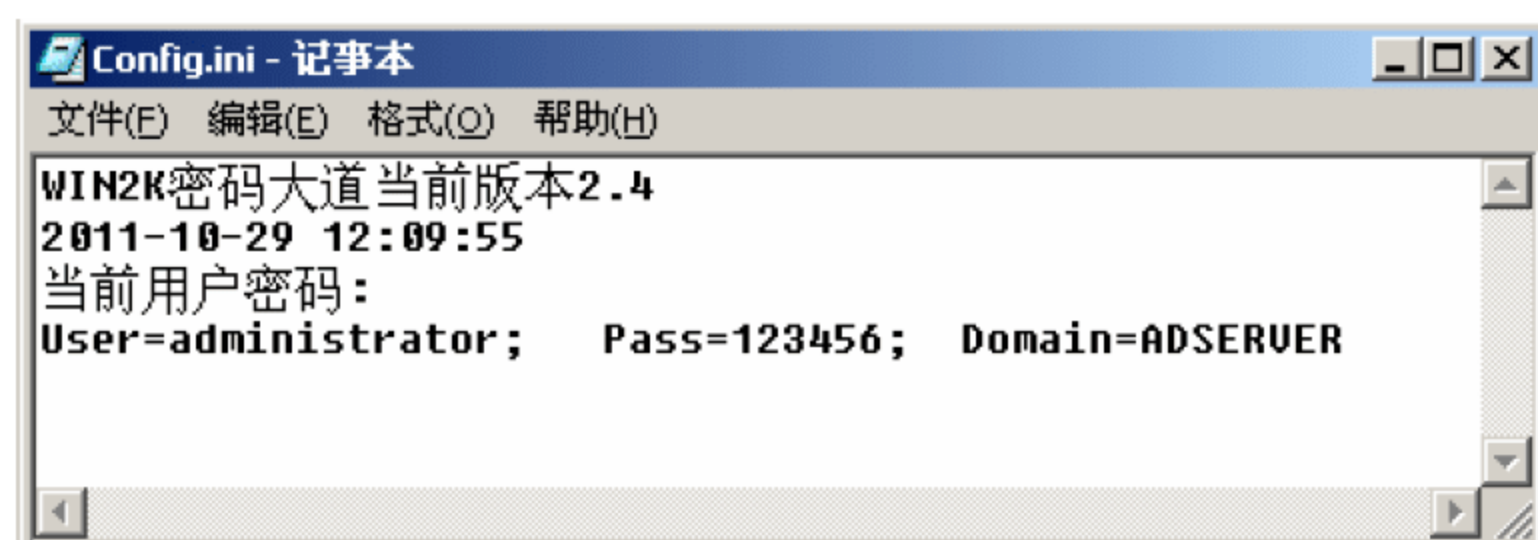 Config.ini - 记事本
文件(F) 编辑(E) 格式(O) 帮助(H)
WIN2K密码大道当前版本2.4
2011-10-29 12:09:55
当前用户密码:
User=administrator;   Pass=123456;  Domain=ADSERVER